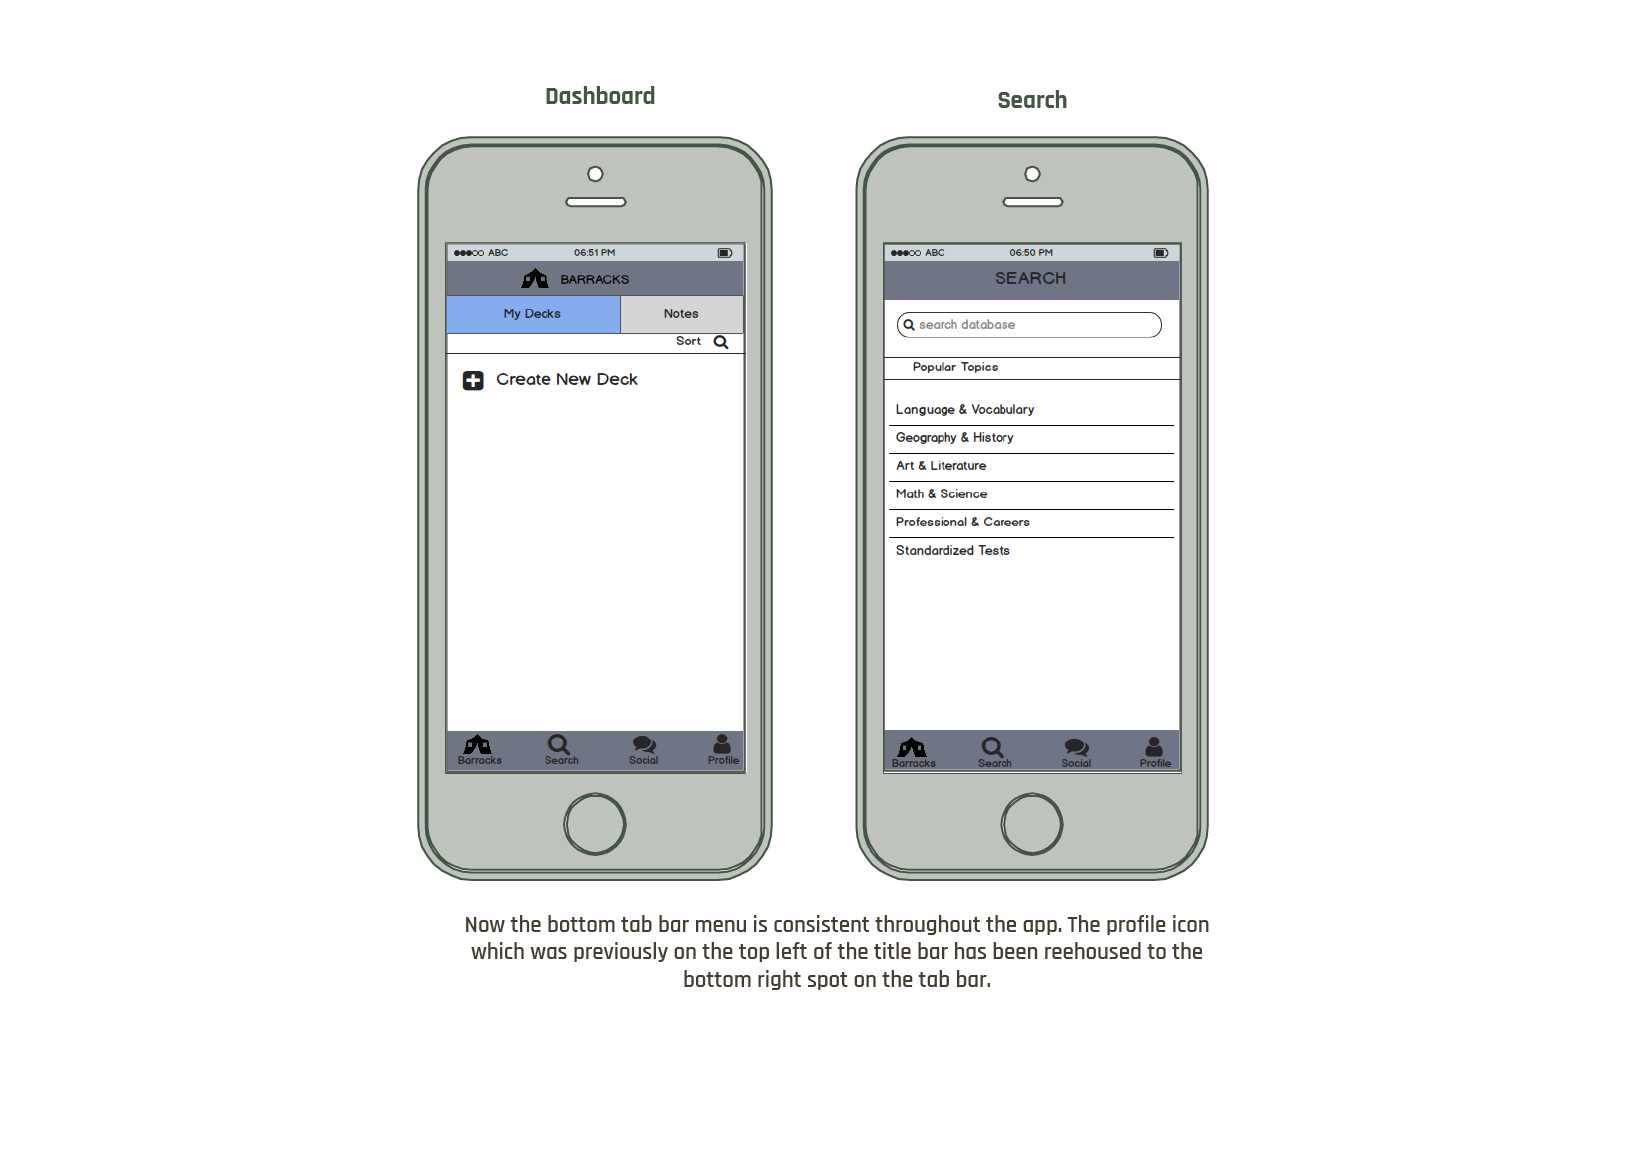 Dashboard
ABC 06:51 PM
BARRACKS
My Decks Notes
Sort
Create New Deck
Barracks Search Social Profile
Search
ABC 06:50 PM
SEARCH
search database
Popular Topics
Language & Vocabulary
Geography & History
Art & Literature
Math & Science
Professional & Careers
Standardized Tests
Barracks Search Social Profile
Now the bottom tab bar menu is consistent throughout the app. The profile icon
which was previously on the top left of the title bar has been reehoused to the
bottom right spot on the tab bar.